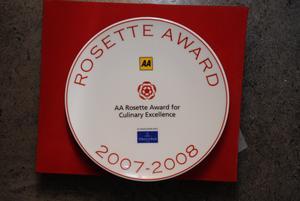 ROSETTE AWARD
AA
AA Rosette Award for
Culinary Excellence
2007-2008